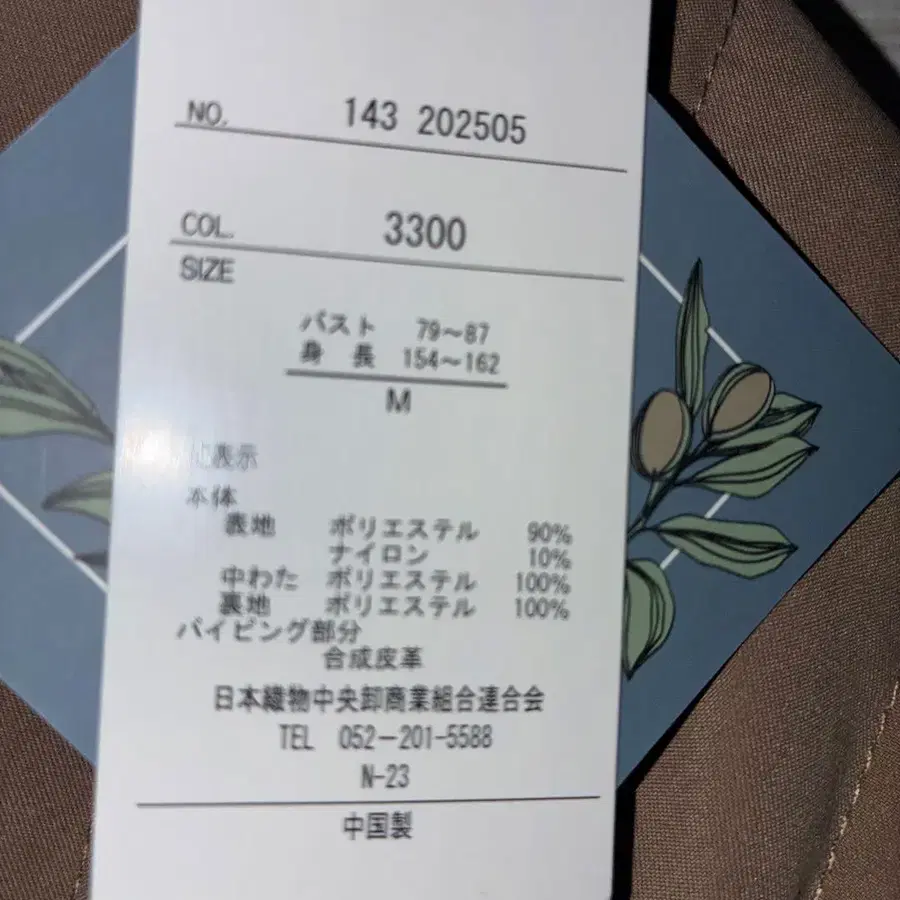 NO. 143 202505
COL. 3300
SIZE
バスト 79～87
身 長 154～162
M
表示
本体
表地 ポリエステル 90%
ナイロン 10%
中わた ポリエステル 100%
裏地 ポリエステル 100%
パイピング部分
合成皮革
日本織物中央卸商業組合連合会
TEL 052-201-5588
N-23
中国製